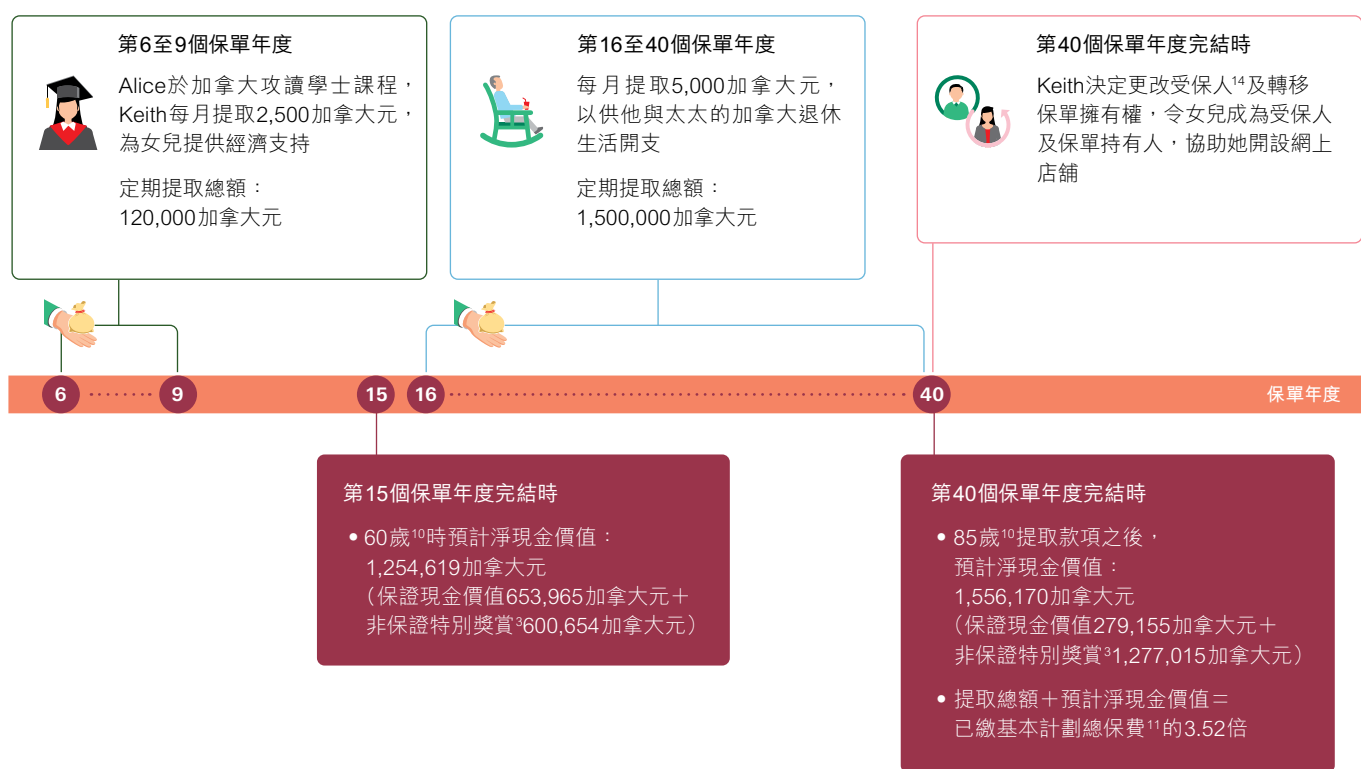 第6至9個保單年度
Alice於加拿大攻讀學士課程，
Keith每月提取2,500加拿大元，
為女兒提供經濟支持
定期提取總額：
120,000加拿大元
第16至40個保單年度
每月提取5,000加拿大元，
以供他與太太的加拿大退休
生活開支
定期提取總額：
1,500,000加拿大元
第40個保單年度完結時
Keith決定更改受保人¹⁴及轉移
保單擁有權，令女兒成為受保人
及保單持有人，協助她開設網上
店舖
6 9 15 16 40 保單年度
第15個保單年度完結時
• 60歲¹⁰時預計淨現金價值：
1,254,619加拿大元
（保證現金價值653,965加拿大元＋
非保證特別獎賞³600,654加拿大元）
第40個保單年度完結時
• 85歲¹⁰提取款項之後，
預計淨現金價值：
1,556,170加拿大元
（保證現金價值279,155加拿大元＋
非保證特別獎賞³1,277,015加拿大元）
• 提取總額＋預計淨現金價值＝
已繳基本計劃總保費¹¹的3.52倍